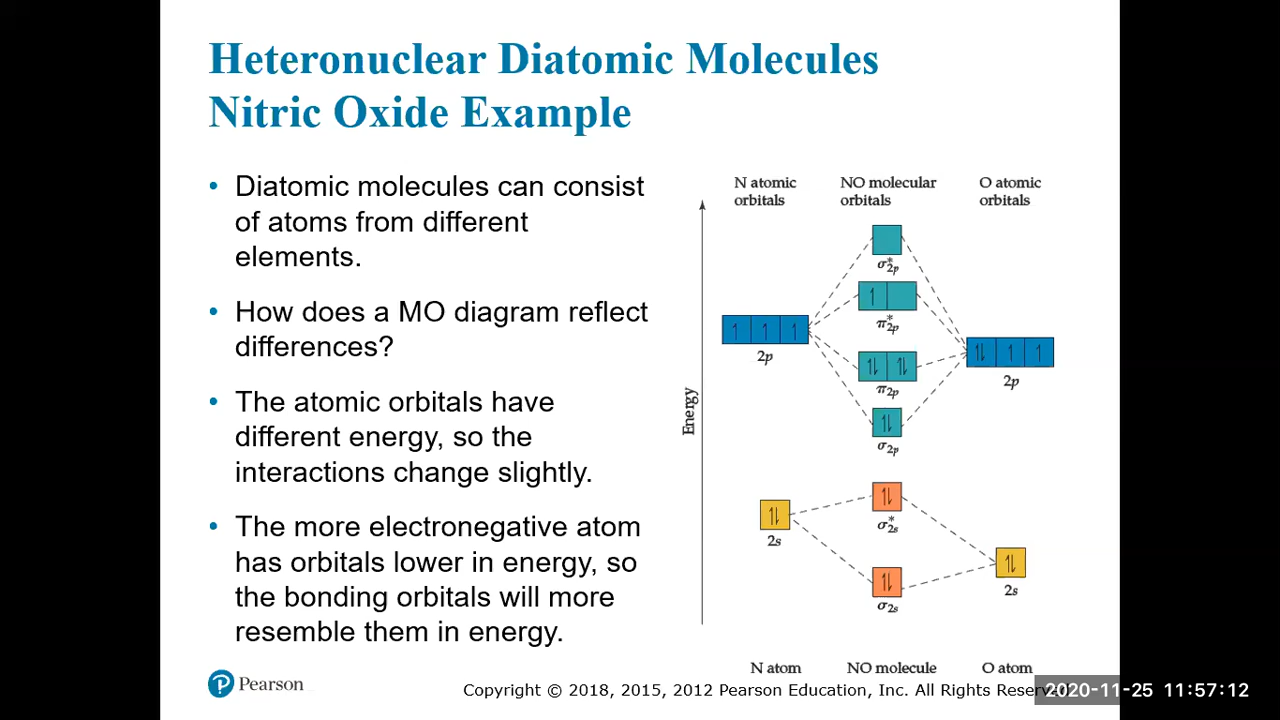 Heteronuclear Diatomic Molecules
Nitric Oxide Example
• Diatomic molecules can consist
of atoms from different
elements.
• How does a MO diagram reflect
differences?
• The atomic orbitals have
different energy, so the
interactions change slightly.
• The more electronegative atom
has orbitals lower in energy, so
the bonding orbitals will more
resemble them in energy.
N atomic
orbitals
NO molecular
orbitals
O atomic
orbitals
Energy
σ*2p
π*2p
2p
2p
π2p
σ2p
σ*2s
2s
2s
σ2s
N atom
NO molecule
O atom
P Pearson
Copyright © 2018, 2015, 2012 Pearson Education, Inc. All Rights
2020-11-25 11:57:12